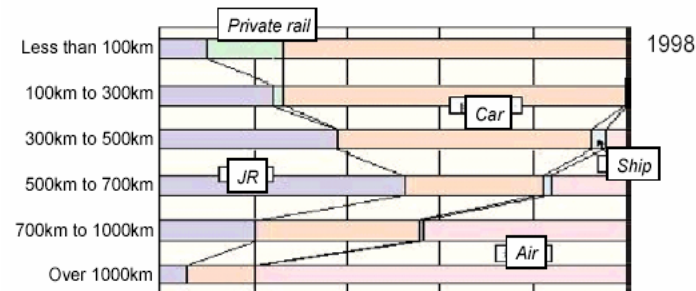 Private rail
Less than 100km
1998
100km to 300km
Car
300km to 500km
Ship
500km to 700km
JR
700km to 1000km
Air
Over 1000km